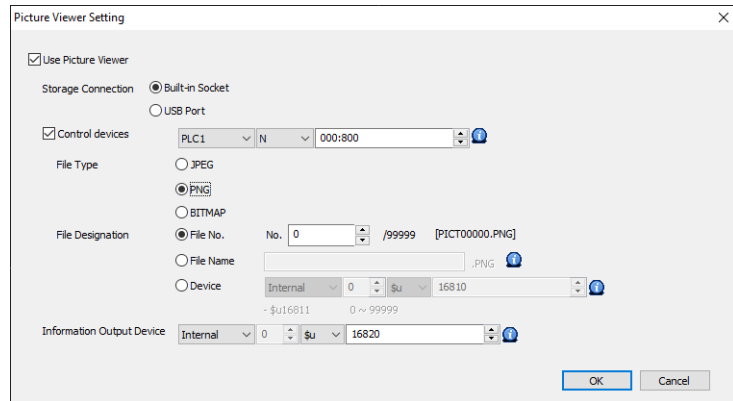 Picture Viewer Setting
Use Picture Viewer
Storage Connection Built-in Socket
USB Port
Control devices PLC1 N 000:800
File Type JPEG
PNG
BITMAP
File Designation File No. No. 0 /99999 [PICT00000.PNG]
File Name .PNG
Device Internal 0 $u 16810
- $u16811 0 ~ 99999
Information Output Device Internal 0 $u 16820
OK Cancel